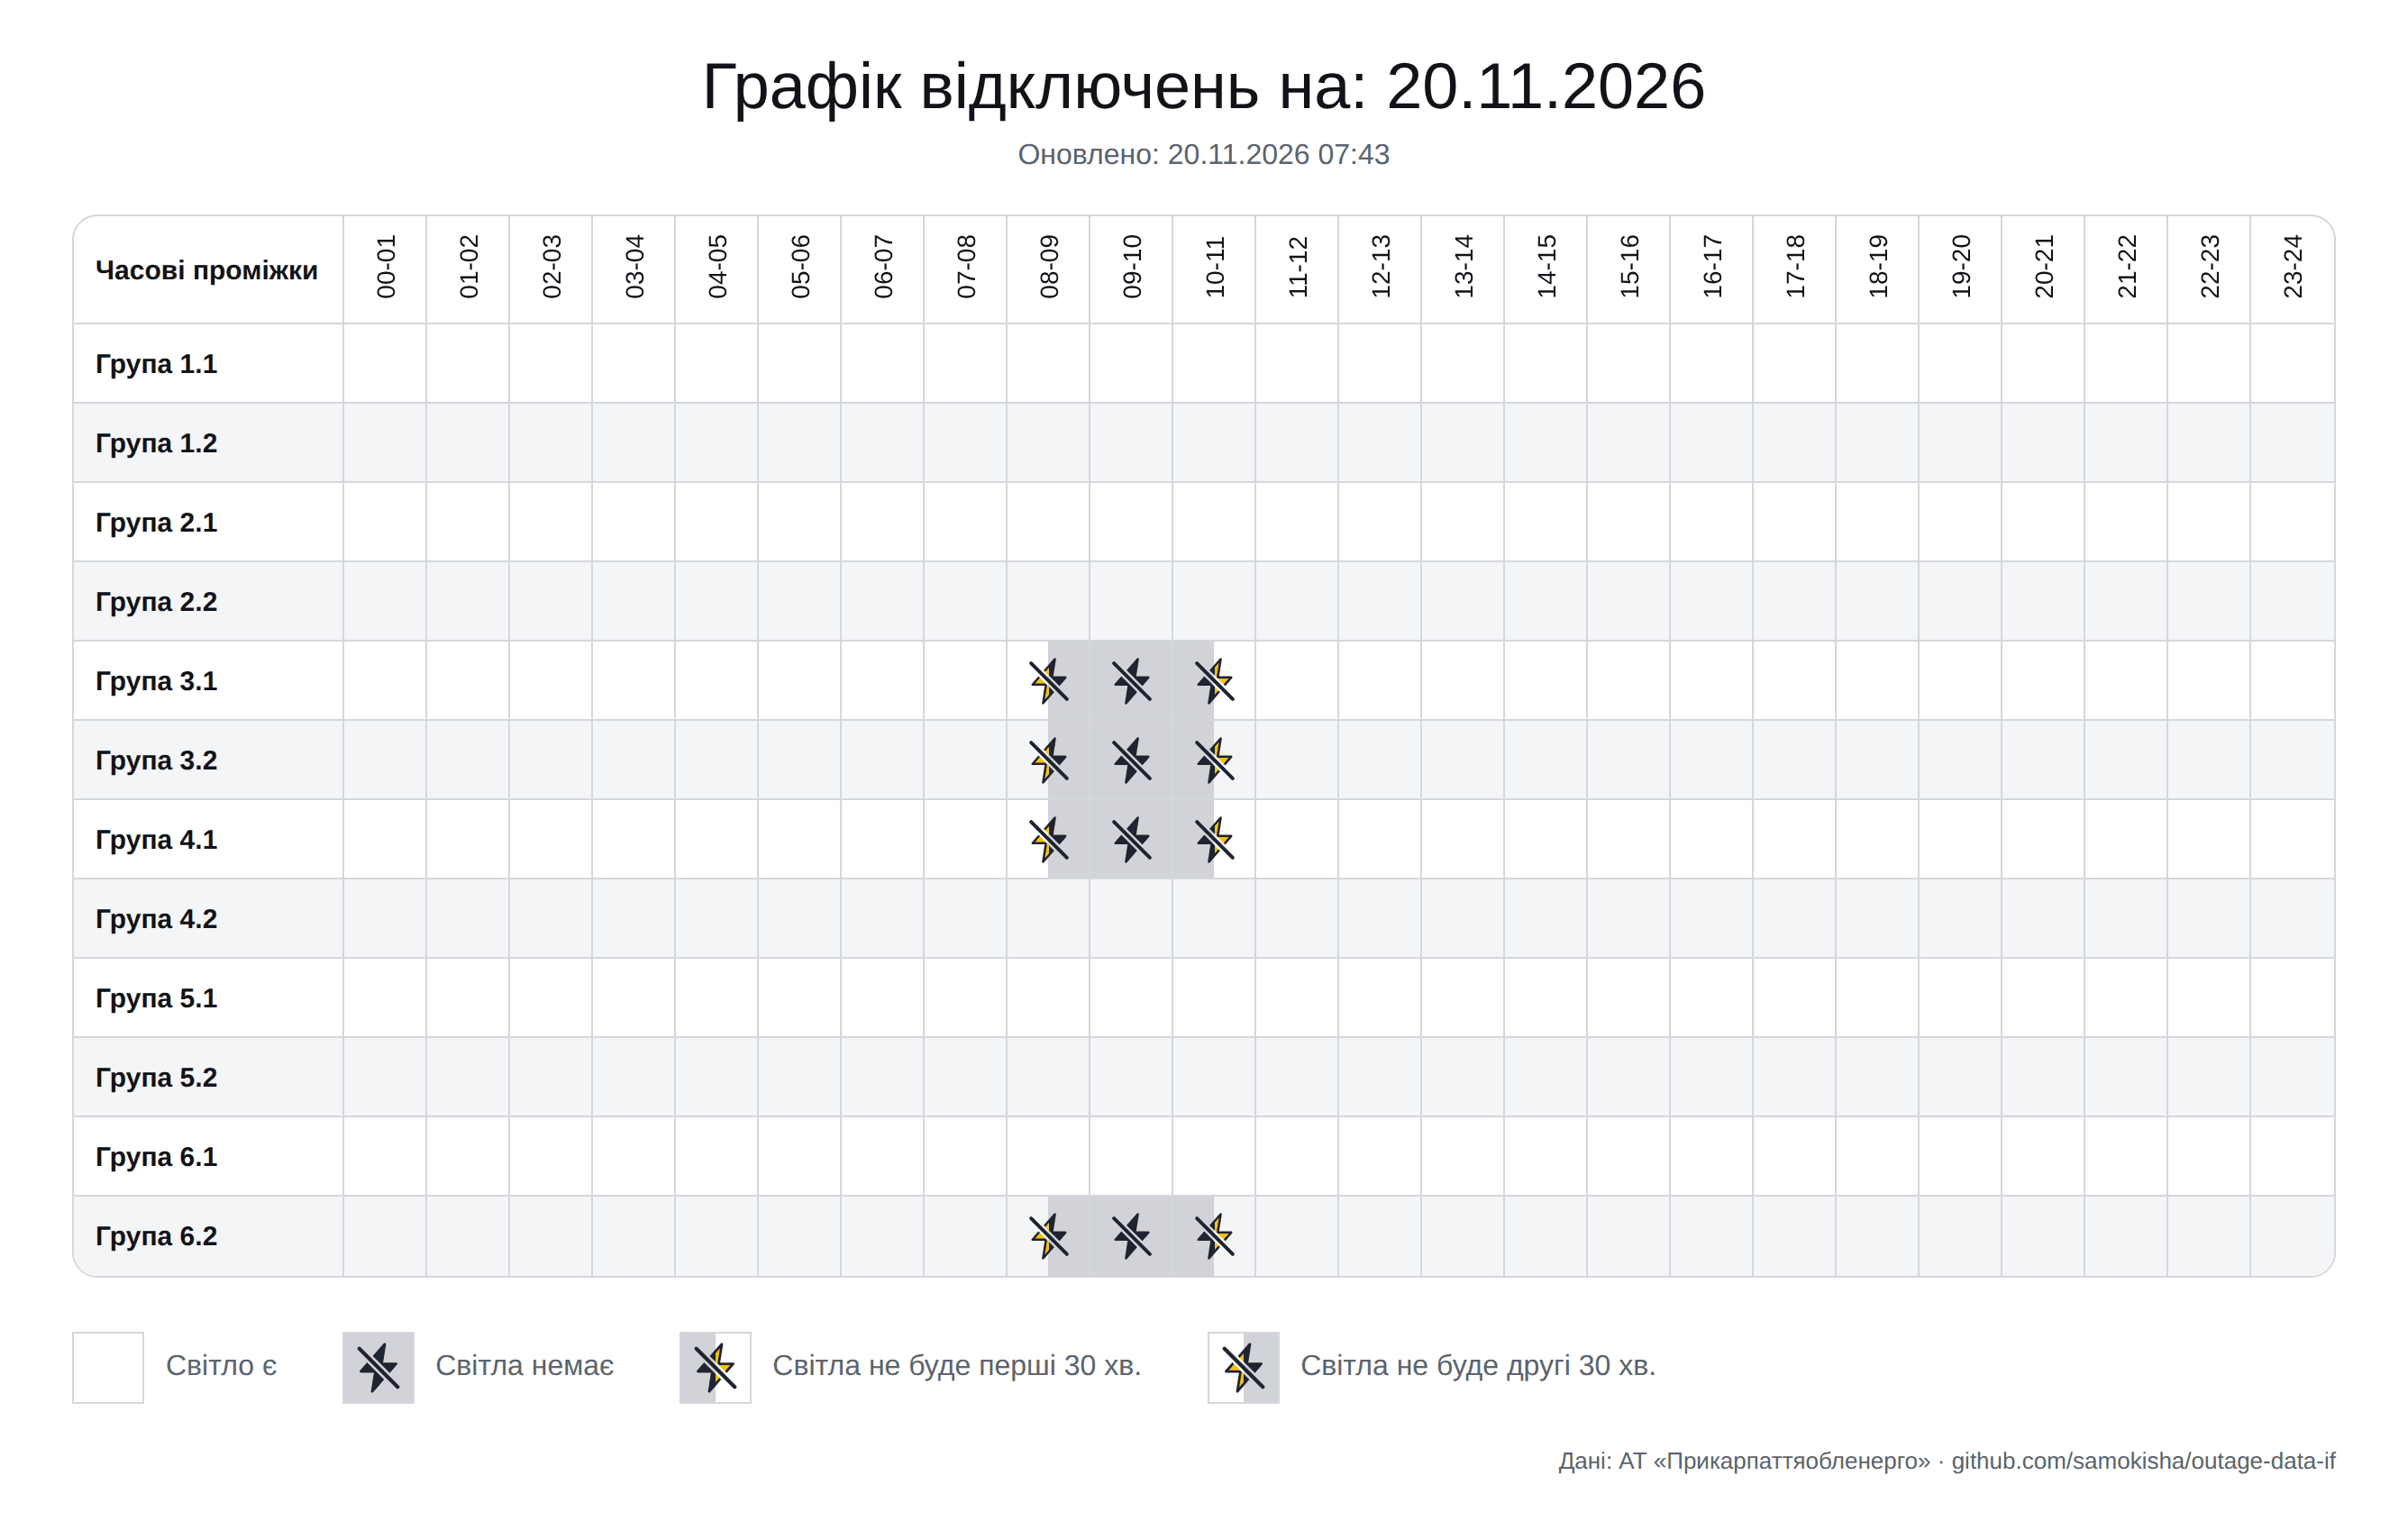 Графік відключень на: 20.11.2026
Оновлено: 20.11.2026 07:43
Часові проміжки 00-01 01-02 02-03 03-04 04-05 05-06 06-07 07-08 08-09 09-10 10-11 11-12 12-13 13-14 14-15 15-16 16-17 17-18 18-19 19-20 20-21 21-22 22-23 23-24
Група 1.1
Група 1.2
Група 2.1
Група 2.2
Група 3.1
Група 3.2
Група 4.1
Група 4.2
Група 5.1
Група 5.2
Група 6.1
Група 6.2
Світло є Світла немає Світла не буде перші 30 хв. Світла не буде другі 30 хв.
Дані: АТ «Прикарпаттяобленерго» · github.com/samokisha/outage-data-if